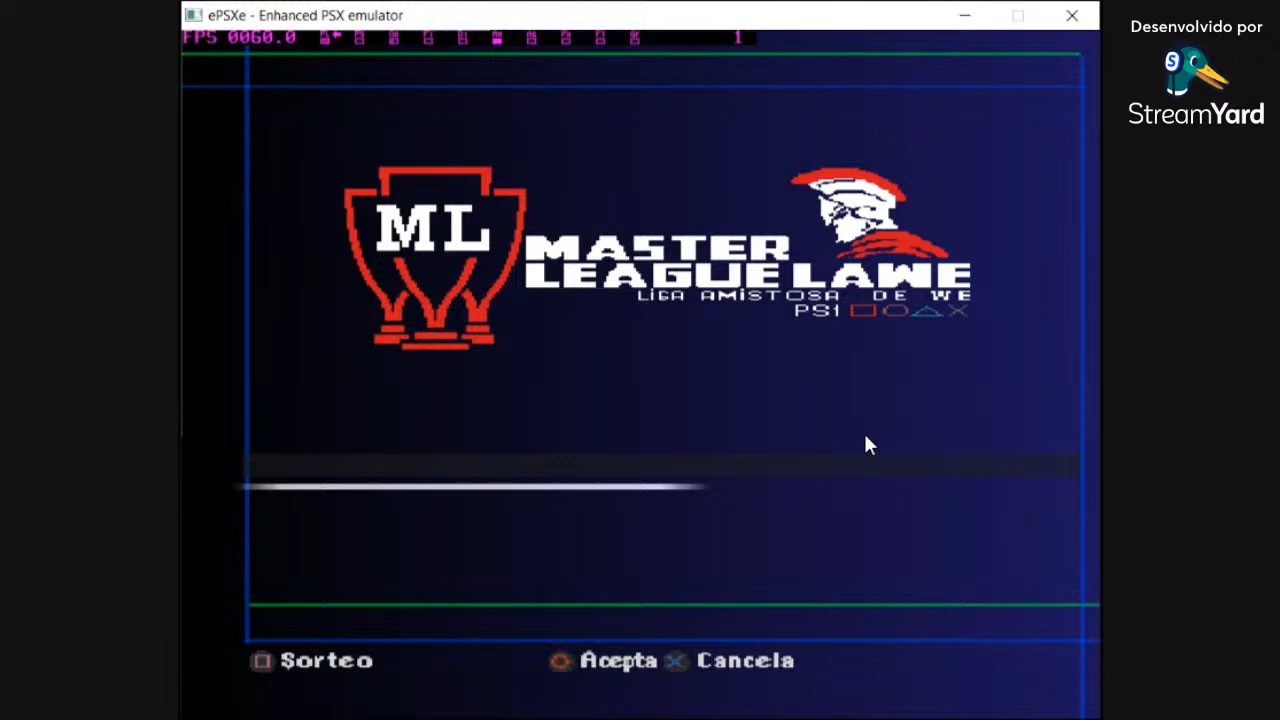 ePSXe - Enhanced PSX emulator
FPS 0060.0
1
Desenvolvido por
S
StreamYard
ML
MASTER
LEAGUE LAWE
LIGA AMISTOSA DE WE
PS1
Sorteo Acepta Cancela